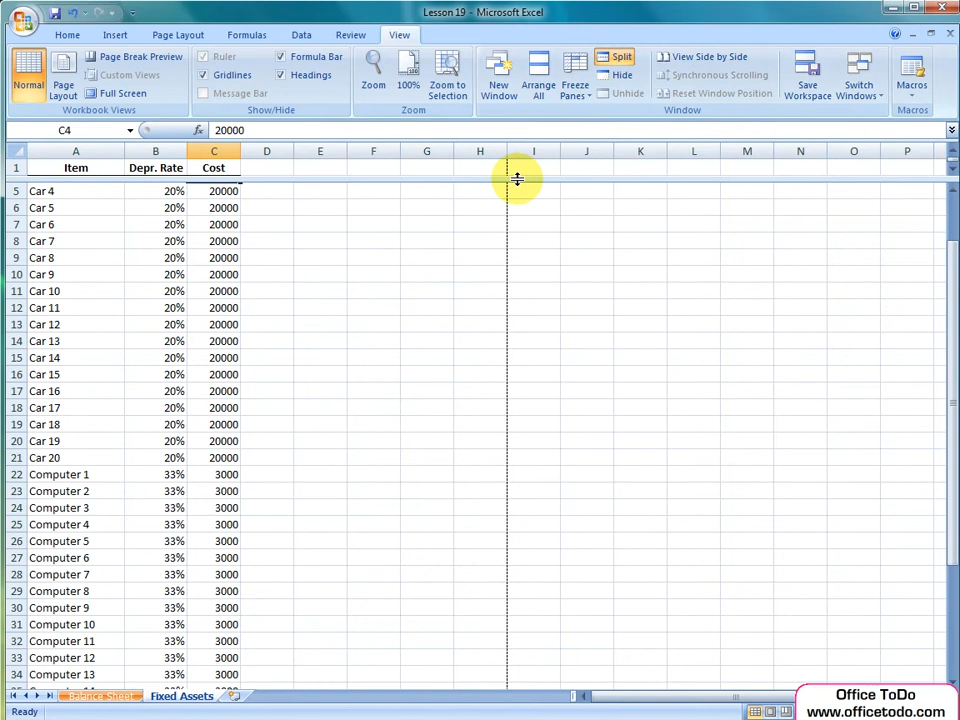 Lesson 19 - Microsoft Excel
Home Insert Page Layout Formulas Data Review View
Normal
Page Layout
Page Break Preview
Custom Views
Full Screen
Workbook Views
Ruler
Gridlines
Message Bar
Formula Bar
Headings
Show/Hide
Zoom
100%
Zoom to Selection
Zoom
New Window
Arrange All
Freeze Panes
Split
Hide
Unhide
View Side by Side
Synchronous Scrolling
Reset Window Position
Window
Save Workspace
Switch Windows
Macros
Macros
C4 fx 20000
A B C D E F G H I J K L M N O P
1 Item Depr. Rate Cost
5 Car 4 20% 20000
6 Car 5 20% 20000
7 Car 6 20% 20000
8 Car 7 20% 20000
9 Car 8 20% 20000
10 Car 9 20% 20000
11 Car 10 20% 20000
12 Car 11 20% 20000
13 Car 12 20% 20000
14 Car 13 20% 20000
15 Car 14 20% 20000
16 Car 15 20% 20000
17 Car 16 20% 20000
18 Car 17 20% 20000
19 Car 18 20% 20000
20 Car 19 20% 20000
21 Car 20 20% 20000
22 Computer 1 33% 3000
23 Computer 2 33% 3000
24 Computer 3 33% 3000
25 Computer 4 33% 3000
26 Computer 5 33% 3000
27 Computer 6 33% 3000
28 Computer 7 33% 3000
29 Computer 8 33% 3000
30 Computer 9 33% 3000
31 Computer 10 33% 3000
32 Computer 11 33% 3000
33 Computer 12 33% 3000
34 Computer 13 33% 3000
Balance Sheet Fixed Assets
Ready
Office ToDo
www.officetodo.com